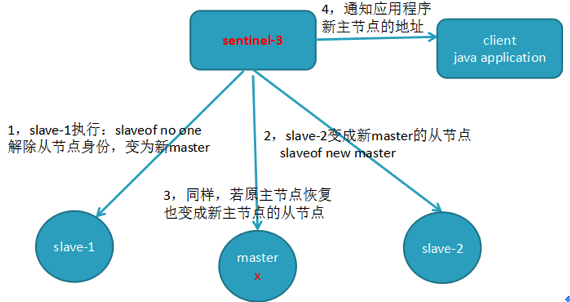 4，通知应用程序
新主节点的地址
sentinel-3
client
java application
1，slave-1执行：slaveof no one
解除从节点身份，变为新master
2，slave-2变成新master的从节点
slaveof new master
3，同样，若原主节点恢复
也变成新主节点的从节点
slave-1
master
x
slave-2